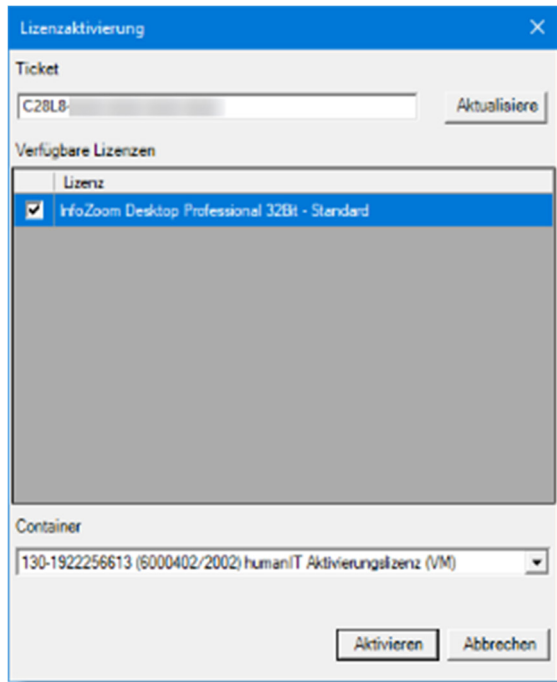 Lizenzaktivierung
Ticket
C28L8-
Aktualisiere
Verfügbare Lizenzen
Lizenz
InfoZoom Desktop Professional 32Bit - Standard
Container
130-1922256613 (6000402/2002) humanIT Aktivierungslizenz (VM)
Aktivieren
Abbrechen